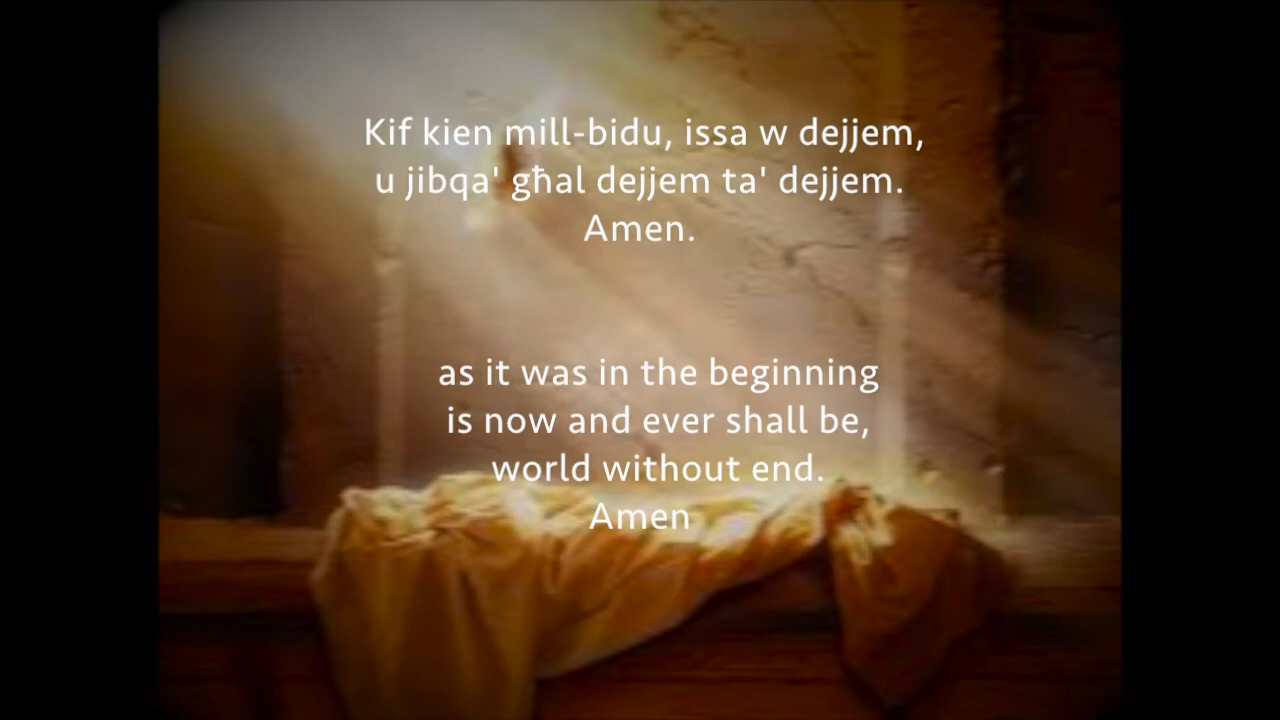 Kif kien mill-bidu, issa w dejjem,
u jibqa' għal dejjem ta' dejjem.
Amen.
as it was in the beginning
is now and ever shall be,
world without end.
Amen